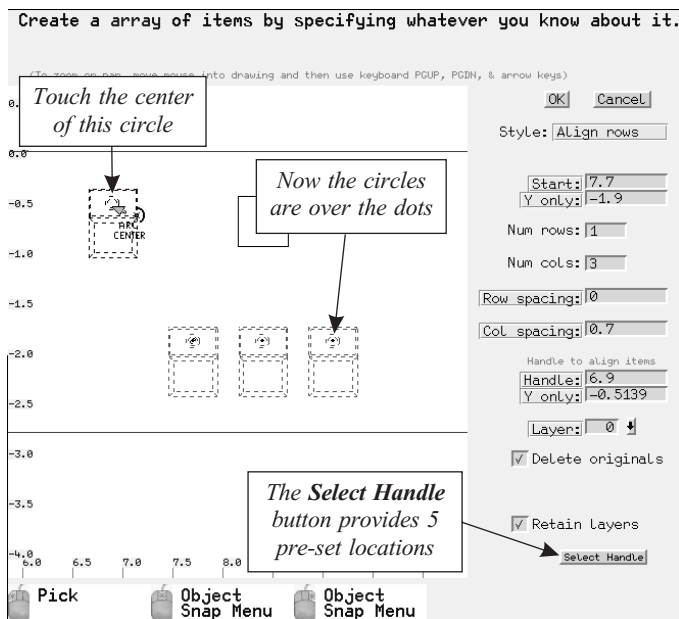 Create a array of items by specifying whatever you know about it.
(To zoom on pan, move mouse into drawing and then use keyboard PGUP, PGDN, & arrow keys)
Touch the center
of this circle
Now the circles
are over the dots
ARC
CENTER
The Select Handle
button provides 5
pre-set locations
0.
0.0
-0.5
-1.0
-1.5
-2.0
-2.5
-3.0
-3.5
-4.0
6.0 6.5 7.0 7.5 8.0
OK Cancel
Style: Align rows
Start: 7.7
Y only: -1.9
Num rows: 1
Num cols: 3
Row spacing: 0
Col spacing: 0.7
Handle to align items
Handle: 6.9
Y only: -0.5139
Layer: 0
Delete originals
Retain layers
Select Handle
Pick
Object
Snap Menu
Object
Snap Menu